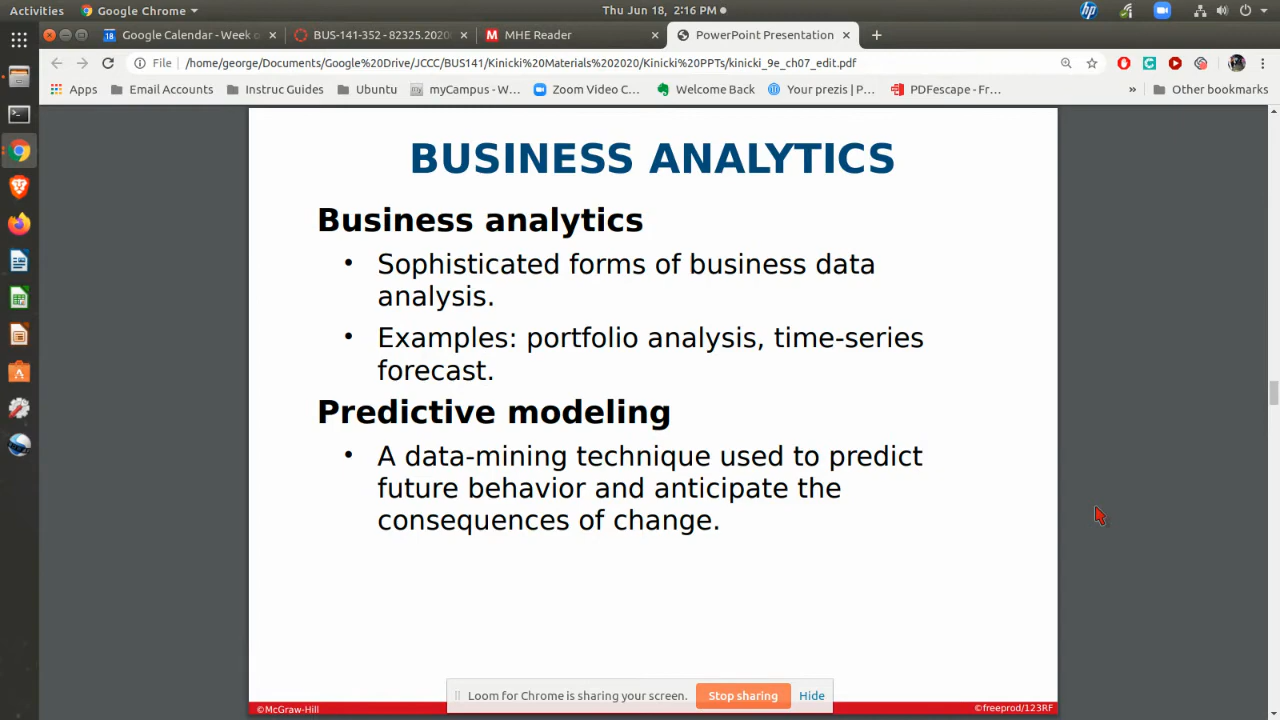 Activities
Google Chrome
Thu Jun 18, 2:16 PM
Google Calendar - Week o
BUS-141-352 - 82325.2020
MHE Reader
PowerPoint Presentation
File
/home/george/Documents/Google%20Drive/JCCC/BUS141/Kinicki%20Materials%202020/Kinicki%20PPTs/kinicki_9e_ch07_edit.pdf
Apps
Email Accounts
Instruc Guides
Ubuntu
myCampus - W...
Zoom Video C...
Welcome Back
Your prezis | P...
PDFescape - Fr...
»
Other bookmarks
BUSINESS ANALYTICS
Business analytics
• Sophisticated forms of business data
analysis.
• Examples: portfolio analysis, time-series
forecast.
Predictive modeling
• A data-mining technique used to predict
future behavior and anticipate the
consequences of change.
Loom for Chrome is sharing your screen.
Stop sharing
Hide
©McGraw-Hill
©freeprod/123RF